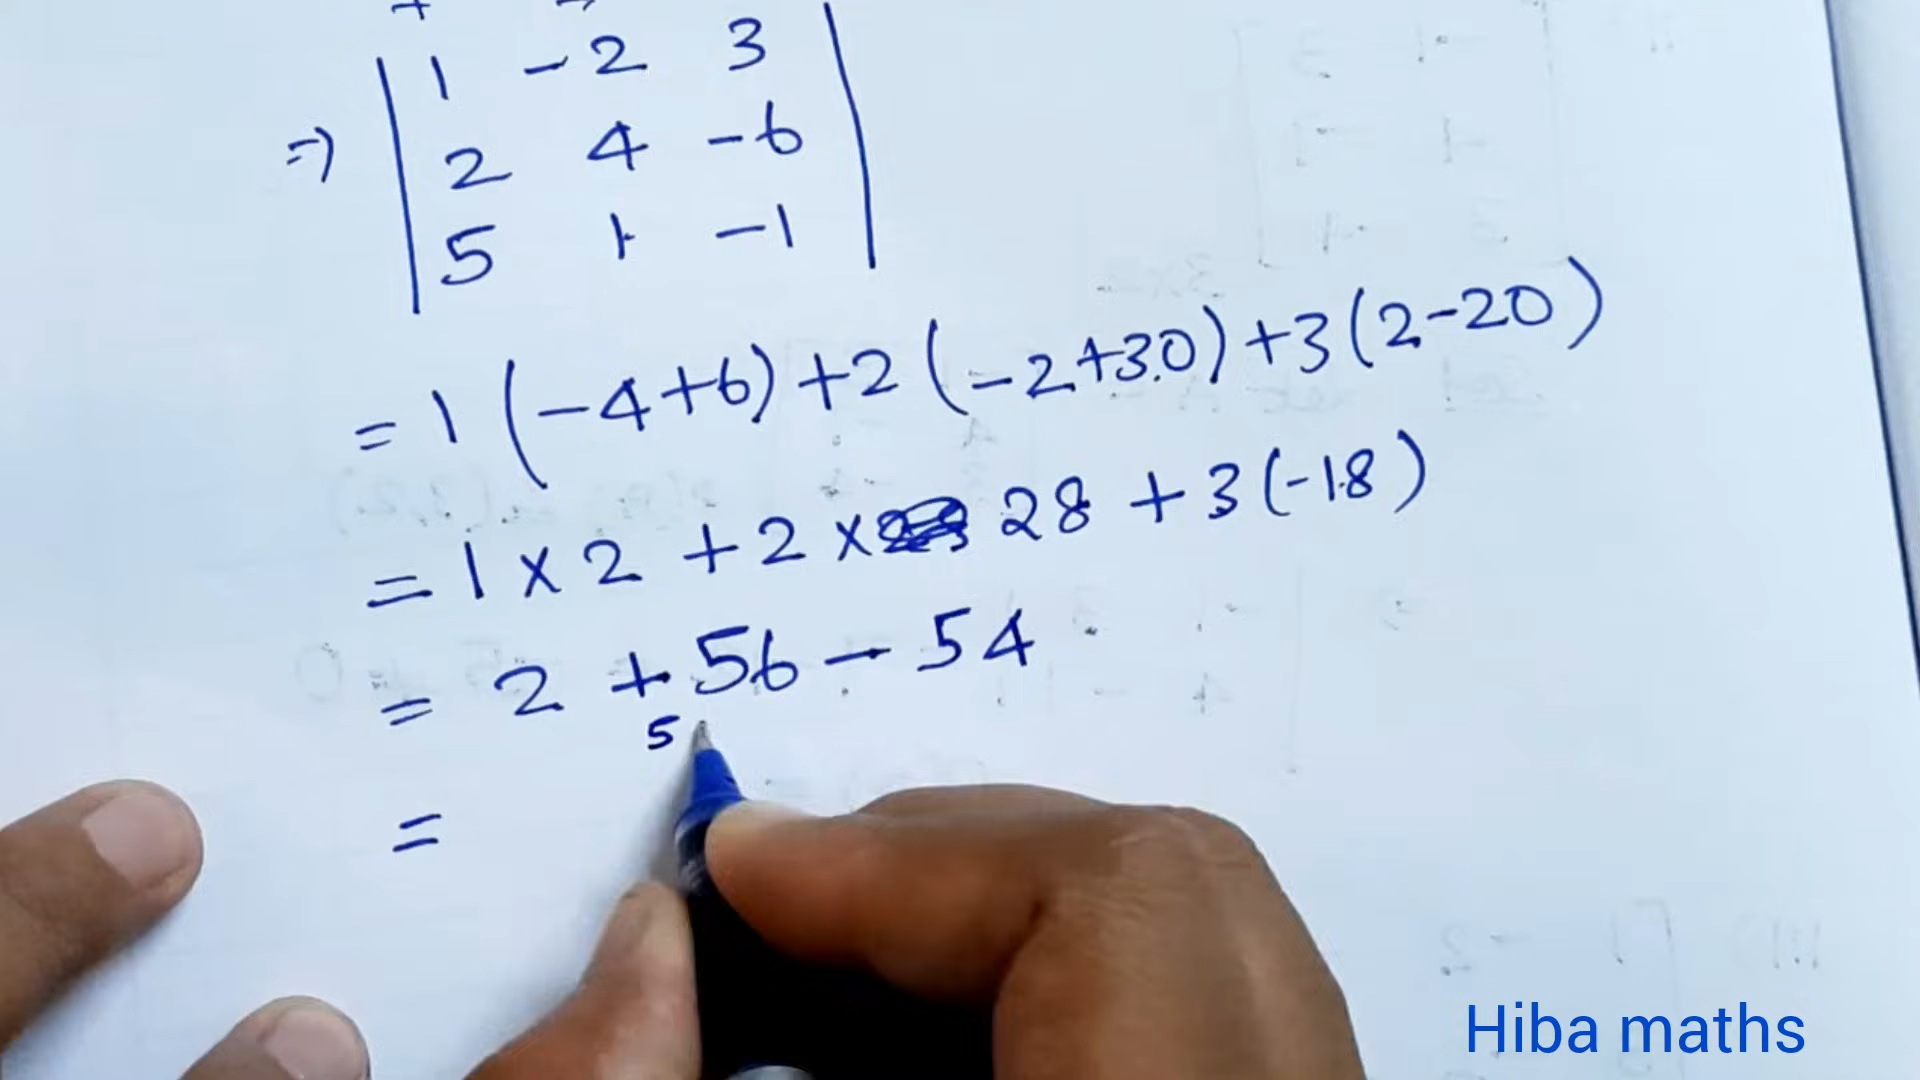 1 -2 3
=) 2 4 -6
5 1 -1
= 1 (-4+6) +2 (-2+30) +3 (2-20)
= 1 × 2 + 2 × 28 + 3 (-18)
= 2 + 56 - 54
5
=
Hiba maths